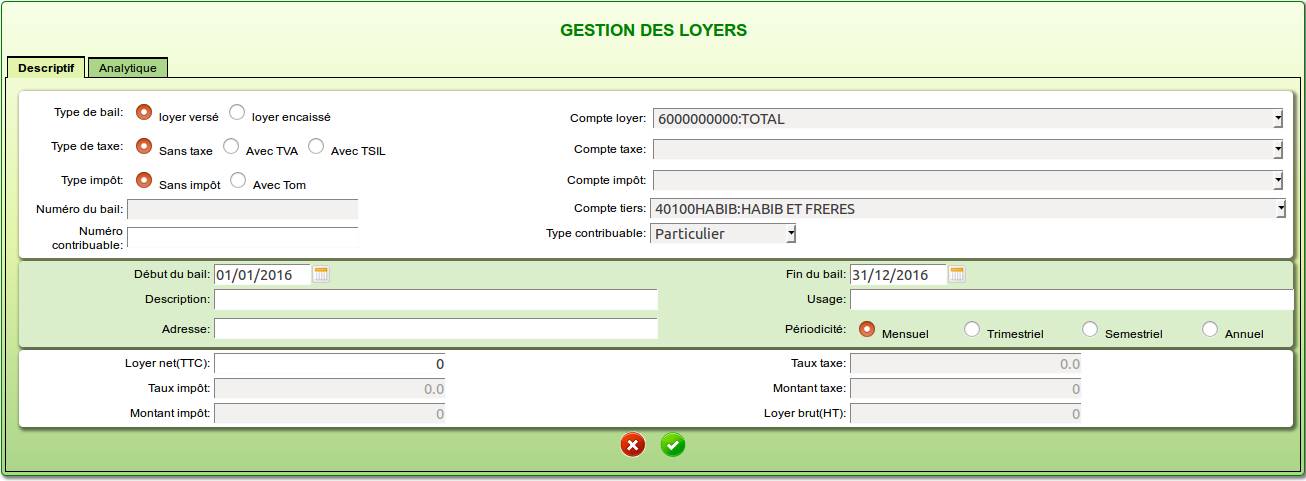 GESTION DES LOYERS
Descriptif Analytique
Type de bail: loyer versé loyer encaissé Compte loyer: 6000000000:TOTAL
Type de taxe: Sans taxe Avec TVA Avec TSIL Compte taxe:
Type impôt: Sans impôt Avec Tom Compte impôt:
Numéro du bail: Compte tiers: 40100HABIB:HABIB ET FRERES
Numéro
contribuable: Type contribuable: Particulier
Début du bail: 01/01/2016 Fin du bail: 31/12/2016
Description: Usage:
Adresse: Périodicité: Mensuel Trimestriel Semestriel Annuel
Loyer net(TTC): 0 Taux taxe: 0.0
Taux impôt: 0.0 Montant taxe: 0
Montant impôt: 0 Loyer brut(HT): 0